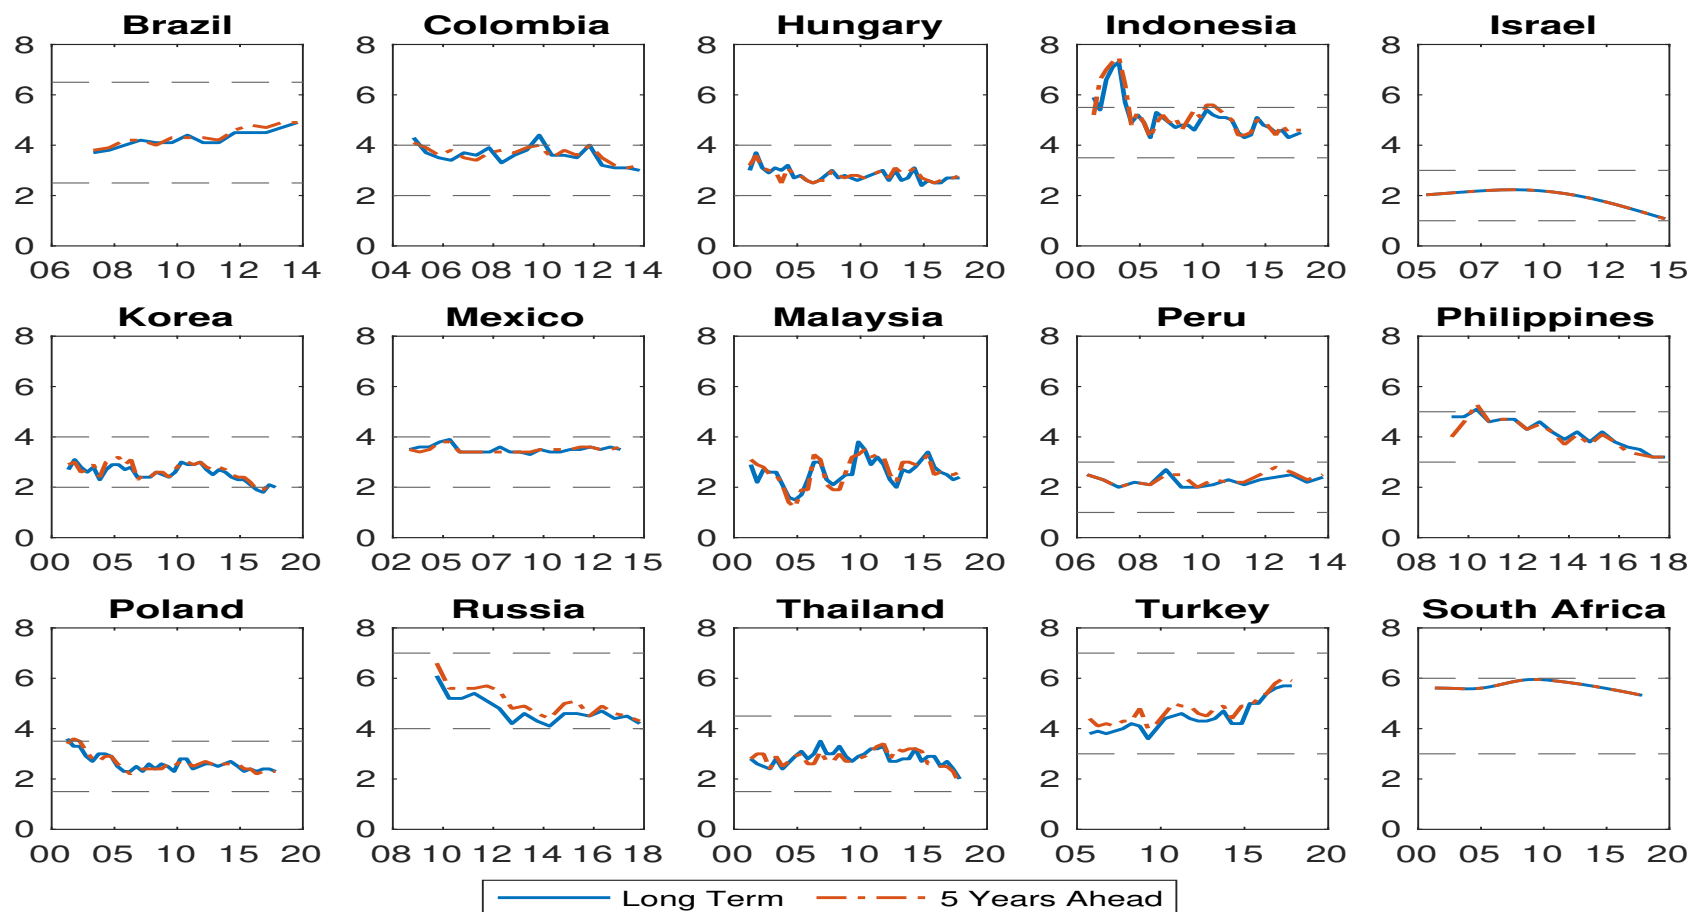 Brazil Colombia Hungary Indonesia Israel
8 8 8 8 8
6 6 6 6 6
4 4 4 4 4
2 2 2 2 2
0 0 0 0 0
06 08 10 12 14 04 06 08 10 12 14 00 05 10 15 20 00 05 10 15 20 05 07 10 12 15
Korea Mexico Malaysia Peru Philippines
8 8 8 8 8
6 6 6 6 6
4 4 4 4 4
2 2 2 2 2
0 0 0 0 0
00 05 10 15 20 02 05 07 10 12 15 00 05 10 15 20 06 08 10 12 14 08 10 12 14 16 18
Poland Russia Thailand Turkey South Africa
8 8 8 8 8
6 6 6 6 6
4 4 4 4 4
2 2 2 2 2
0 0 0 0 0
00 05 10 15 20 08 10 12 14 16 18 00 05 10 15 20 05 10 15 20 00 05 10 15 20
Long Term 5 Years Ahead